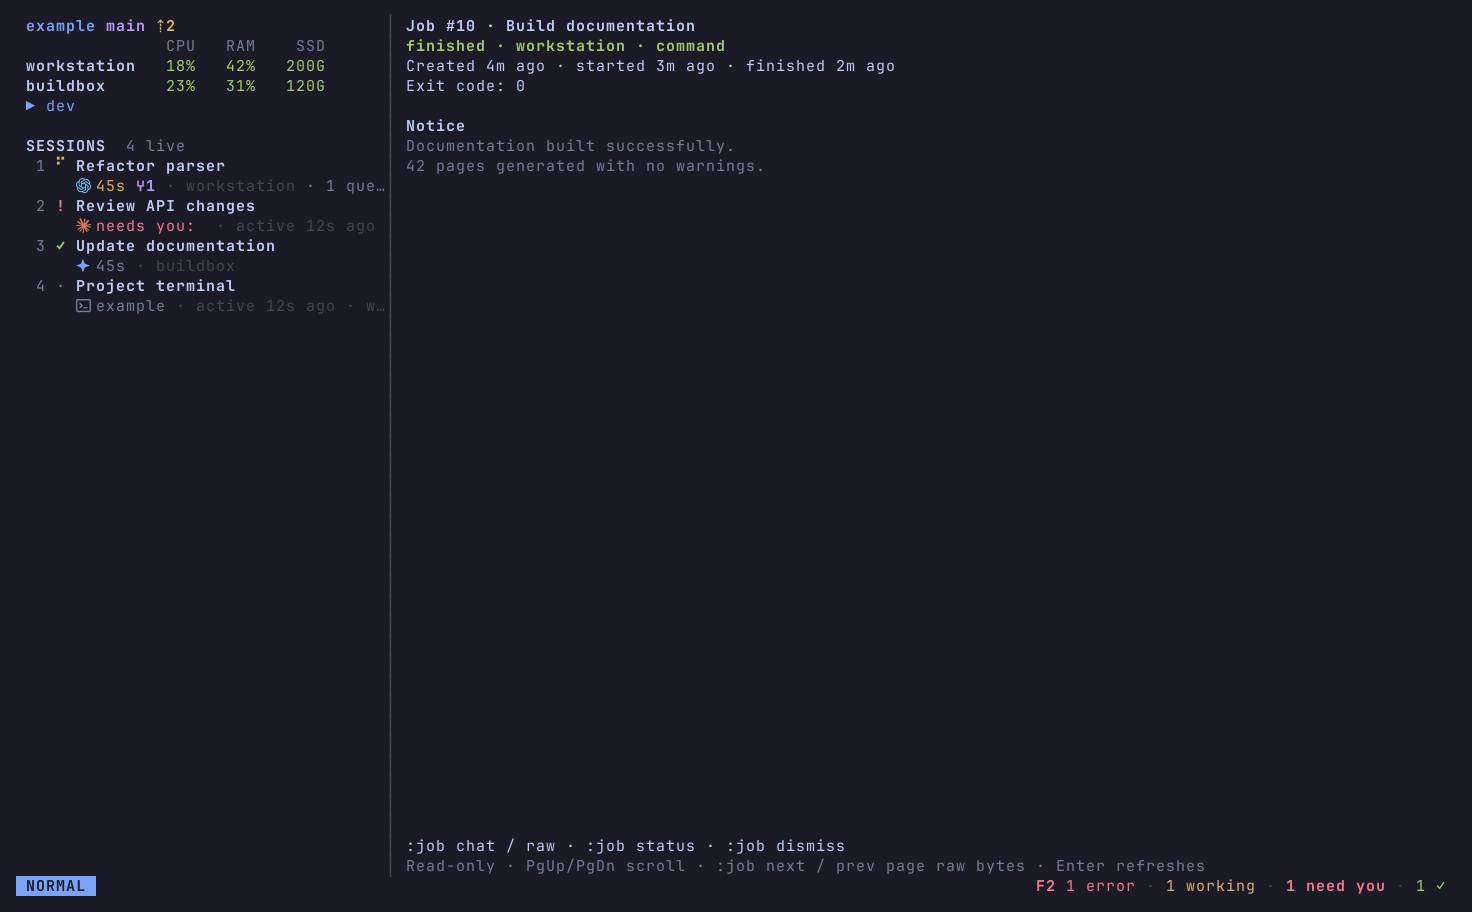 example main ⇡2
CPU RAM SSD
workstation 18% 42% 200G
buildbox 23% 31% 120G
▶ dev
SESSIONS 4 live
1 Refactor parser
45s ⑂1 · workstation · 1 que…
2 ! Review API changes
needs you: · active 12s ago
3 ✓ Update documentation
45s · buildbox
4 · Project terminal
example · active 12s ago · w…
Job #10 · Build documentation
finished · workstation · command
Created 4m ago · started 3m ago · finished 2m ago
Exit code: 0
Notice
Documentation built successfully.
42 pages generated with no warnings.
:job chat / raw · :job status · :job dismiss
Read-only · PgUp/PgDn scroll · :job next / prev page raw bytes · Enter refreshes
NORMAL
F2 1 error · 1 working · 1 need you · 1 ✓